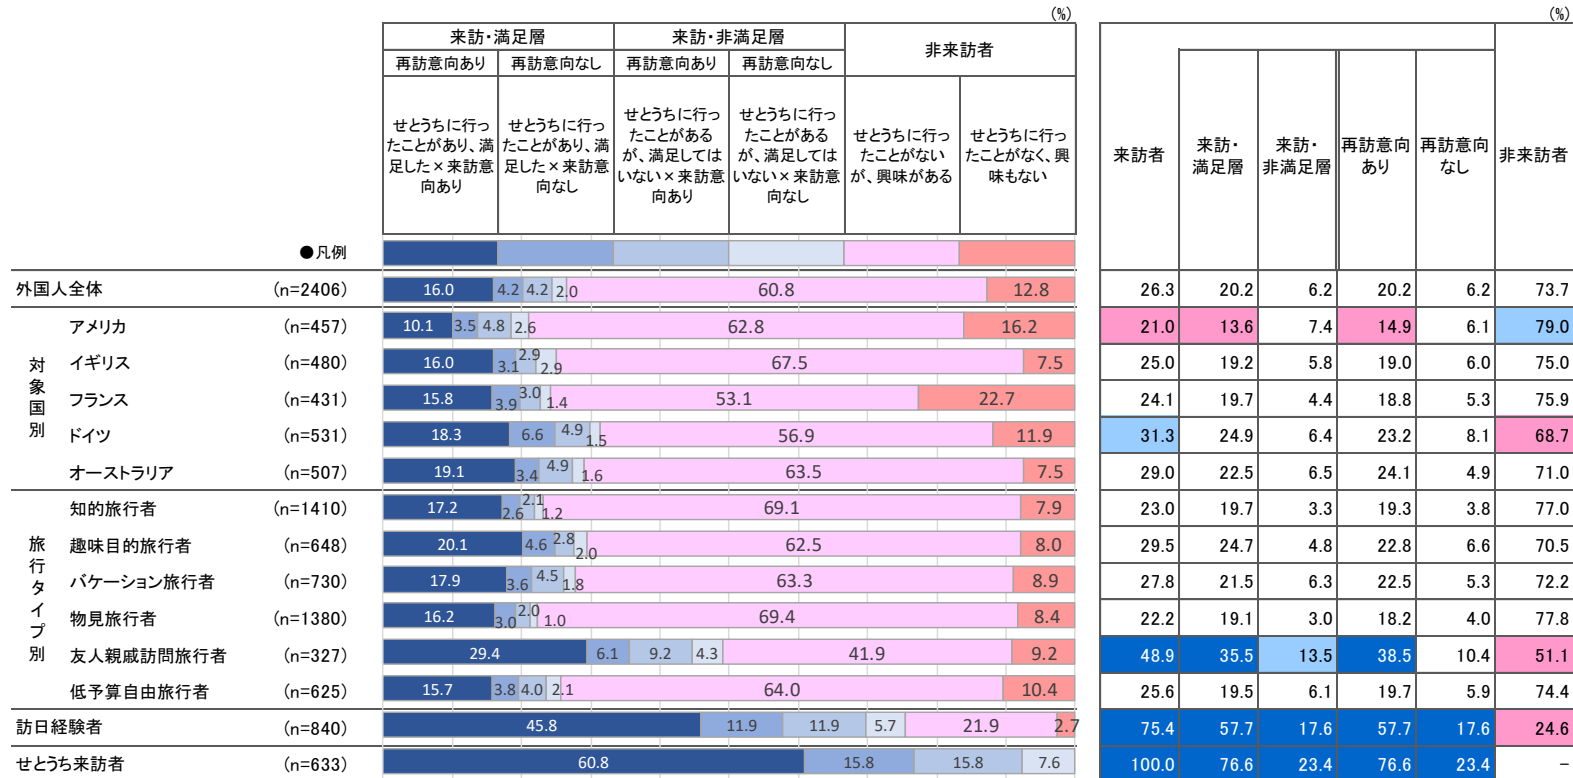 (%)
(%)
来訪・満足層 来訪・非満足層 非来訪者
再訪意向あり 再訪意向なし 再訪意向あり 再訪意向なし
せとうちに行っ
たことがあり、満
足した×来訪意
向あり
せとうちに行っ
たことがあり、満
足した×来訪意
向なし
せとうちに行っ
たことがある
が、満足しては
いない×来訪意
向あり
せとうちに行っ
たことがある
が、満足しては
いない×来訪意
向なし
せとうちに行っ
たことがない
が、興味がある
せとうちに行っ
たことがなく、興
味もない
来訪者
来訪・
満足層
来訪・
非満足層
再訪意向
あり
再訪意向
なし
非来訪者
●凡例
外国人全体 (n=2406) 16.0 4.2 4.2 2.0 60.8 12.8 26.3 20.2 6.2 20.2 6.2 73.7
対象国別
アメリカ (n=457) 10.1 3.5 4.8 2.6 62.8 16.2 21.0 13.6 7.4 14.9 6.1 79.0
イギリス (n=480) 16.0 3.1 2.9 2.9 67.5 7.5 25.0 19.2 5.8 19.0 6.0 75.0
フランス (n=431) 15.8 3.9 3.0 1.4 53.1 22.7 24.1 19.7 4.4 18.8 5.3 75.9
ドイツ (n=531) 18.3 6.6 4.9 1.5 56.9 11.9 31.3 24.9 6.4 23.2 8.1 68.7
オーストラリア (n=507) 19.1 3.4 4.9 1.6 63.5 7.5 29.0 22.5 6.5 24.1 4.9 71.0
旅行タイプ別
知的旅行者 (n=1410) 17.2 2.6 2.1 1.2 69.1 7.9 23.0 19.7 3.3 19.3 3.8 77.0
趣味目的旅行者 (n=648) 20.1 4.6 2.8 2.0 62.5 8.0 29.5 24.7 4.8 22.8 6.6 70.5
バケーション旅行者 (n=730) 17.9 3.6 4.5 1.8 63.3 8.9 27.8 21.5 6.3 22.5 5.3 72.2
物見旅行者 (n=1380) 16.2 3.0 2.0 1.0 69.4 8.4 22.2 19.1 3.0 18.2 4.0 77.8
友人親戚訪問旅行者 (n=327) 29.4 6.1 9.2 4.3 41.9 9.2 48.9 35.5 13.5 38.5 10.4 51.1
低予算自由旅行者 (n=625) 15.7 3.8 4.0 2.1 64.0 10.4 25.6 19.5 6.1 19.7 5.9 74.4
訪日経験者 (n=840) 45.8 11.9 11.9 5.7 21.9 2.7 75.4 57.7 17.6 57.7 17.6 24.6
せとうち来訪者 (n=633) 60.8 15.8 15.8 7.6 100.0 76.6 23.4 76.6 23.4 －